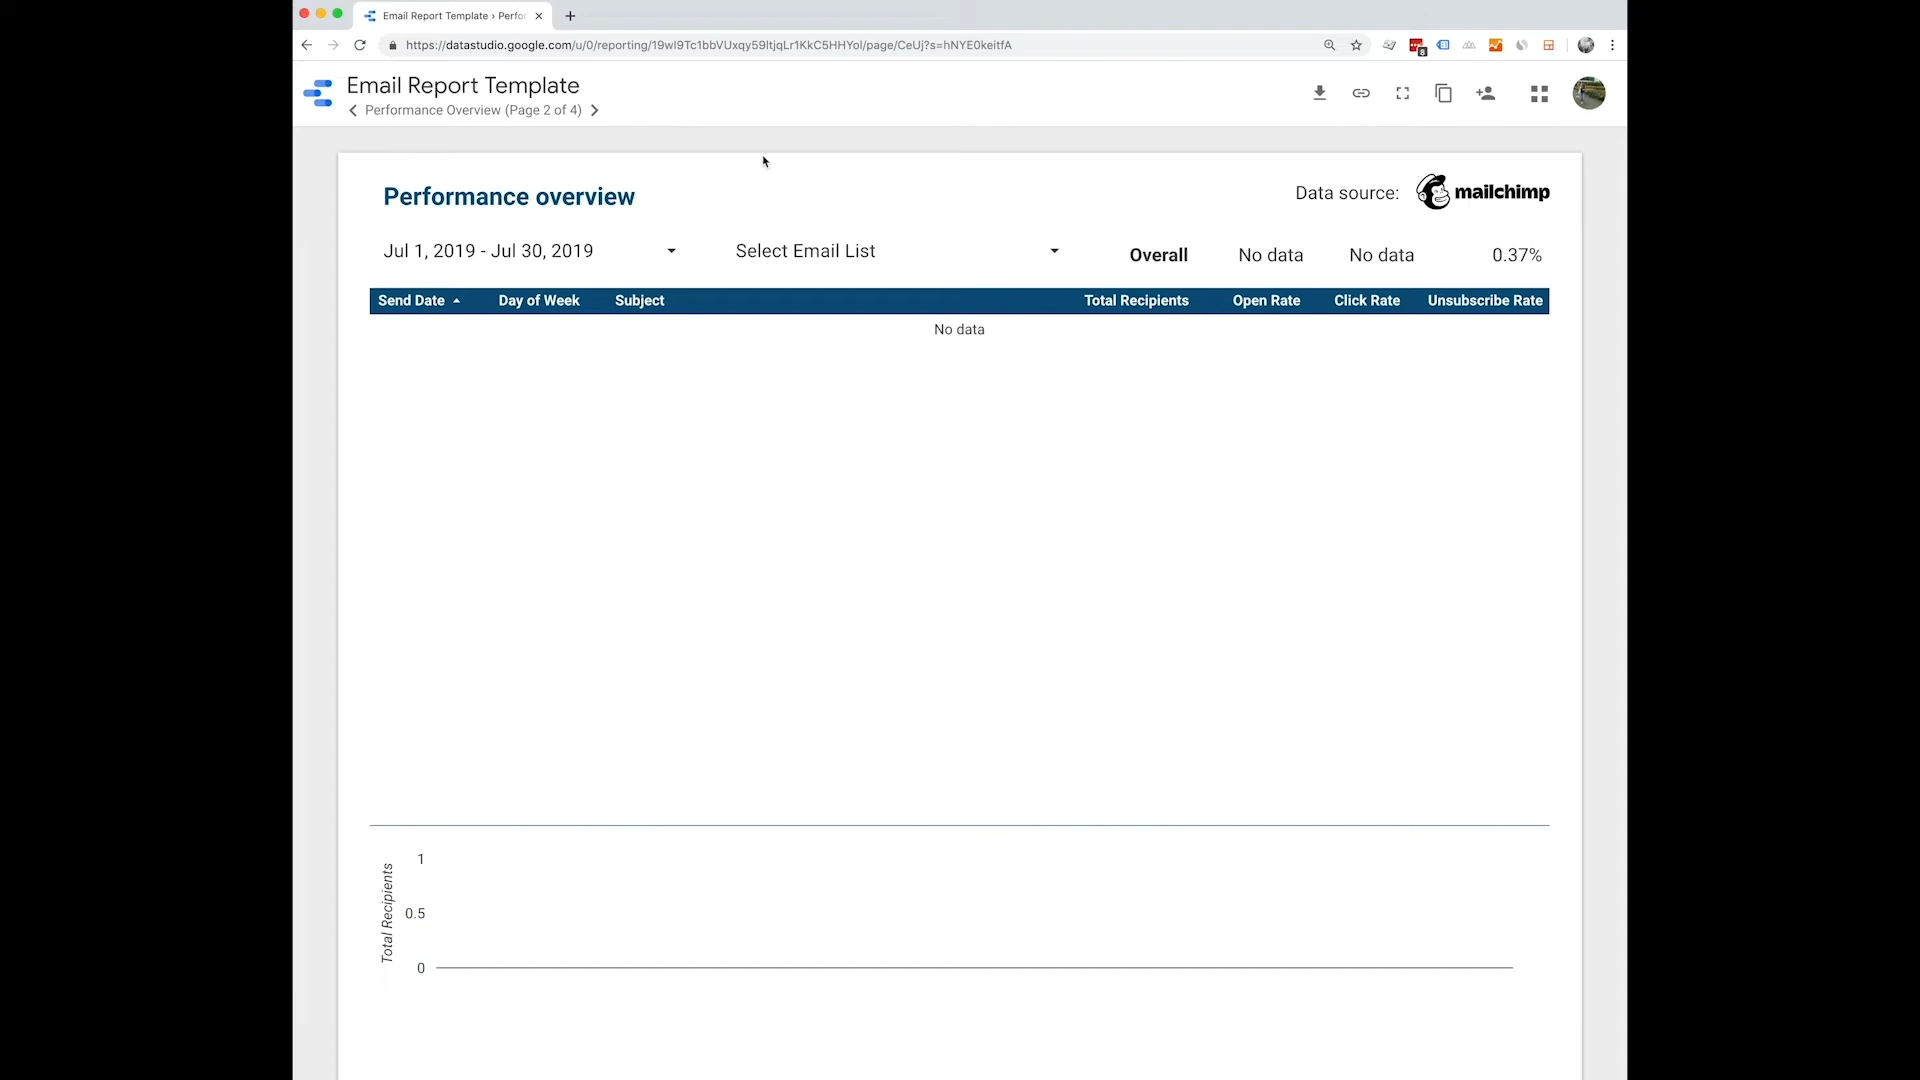 Email Report Template › Perfor
https://datastudio.google.com/u/0/reporting/19wl9Tc1bbVUxqy59ltjqLr1KkC5HHYol/page/CeUj?s=hNYE0keitfA
8
Email Report Template
Performance Overview (Page 2 of 4)
Performance overview
Data source: mailchimp
Jul 1, 2019 - Jul 30, 2019 Select Email List Overall No data No data 0.37%
Send Date Day of Week Subject Total Recipients Open Rate Click Rate Unsubscribe Rate
No data
Total Recipients
1
0.5
0